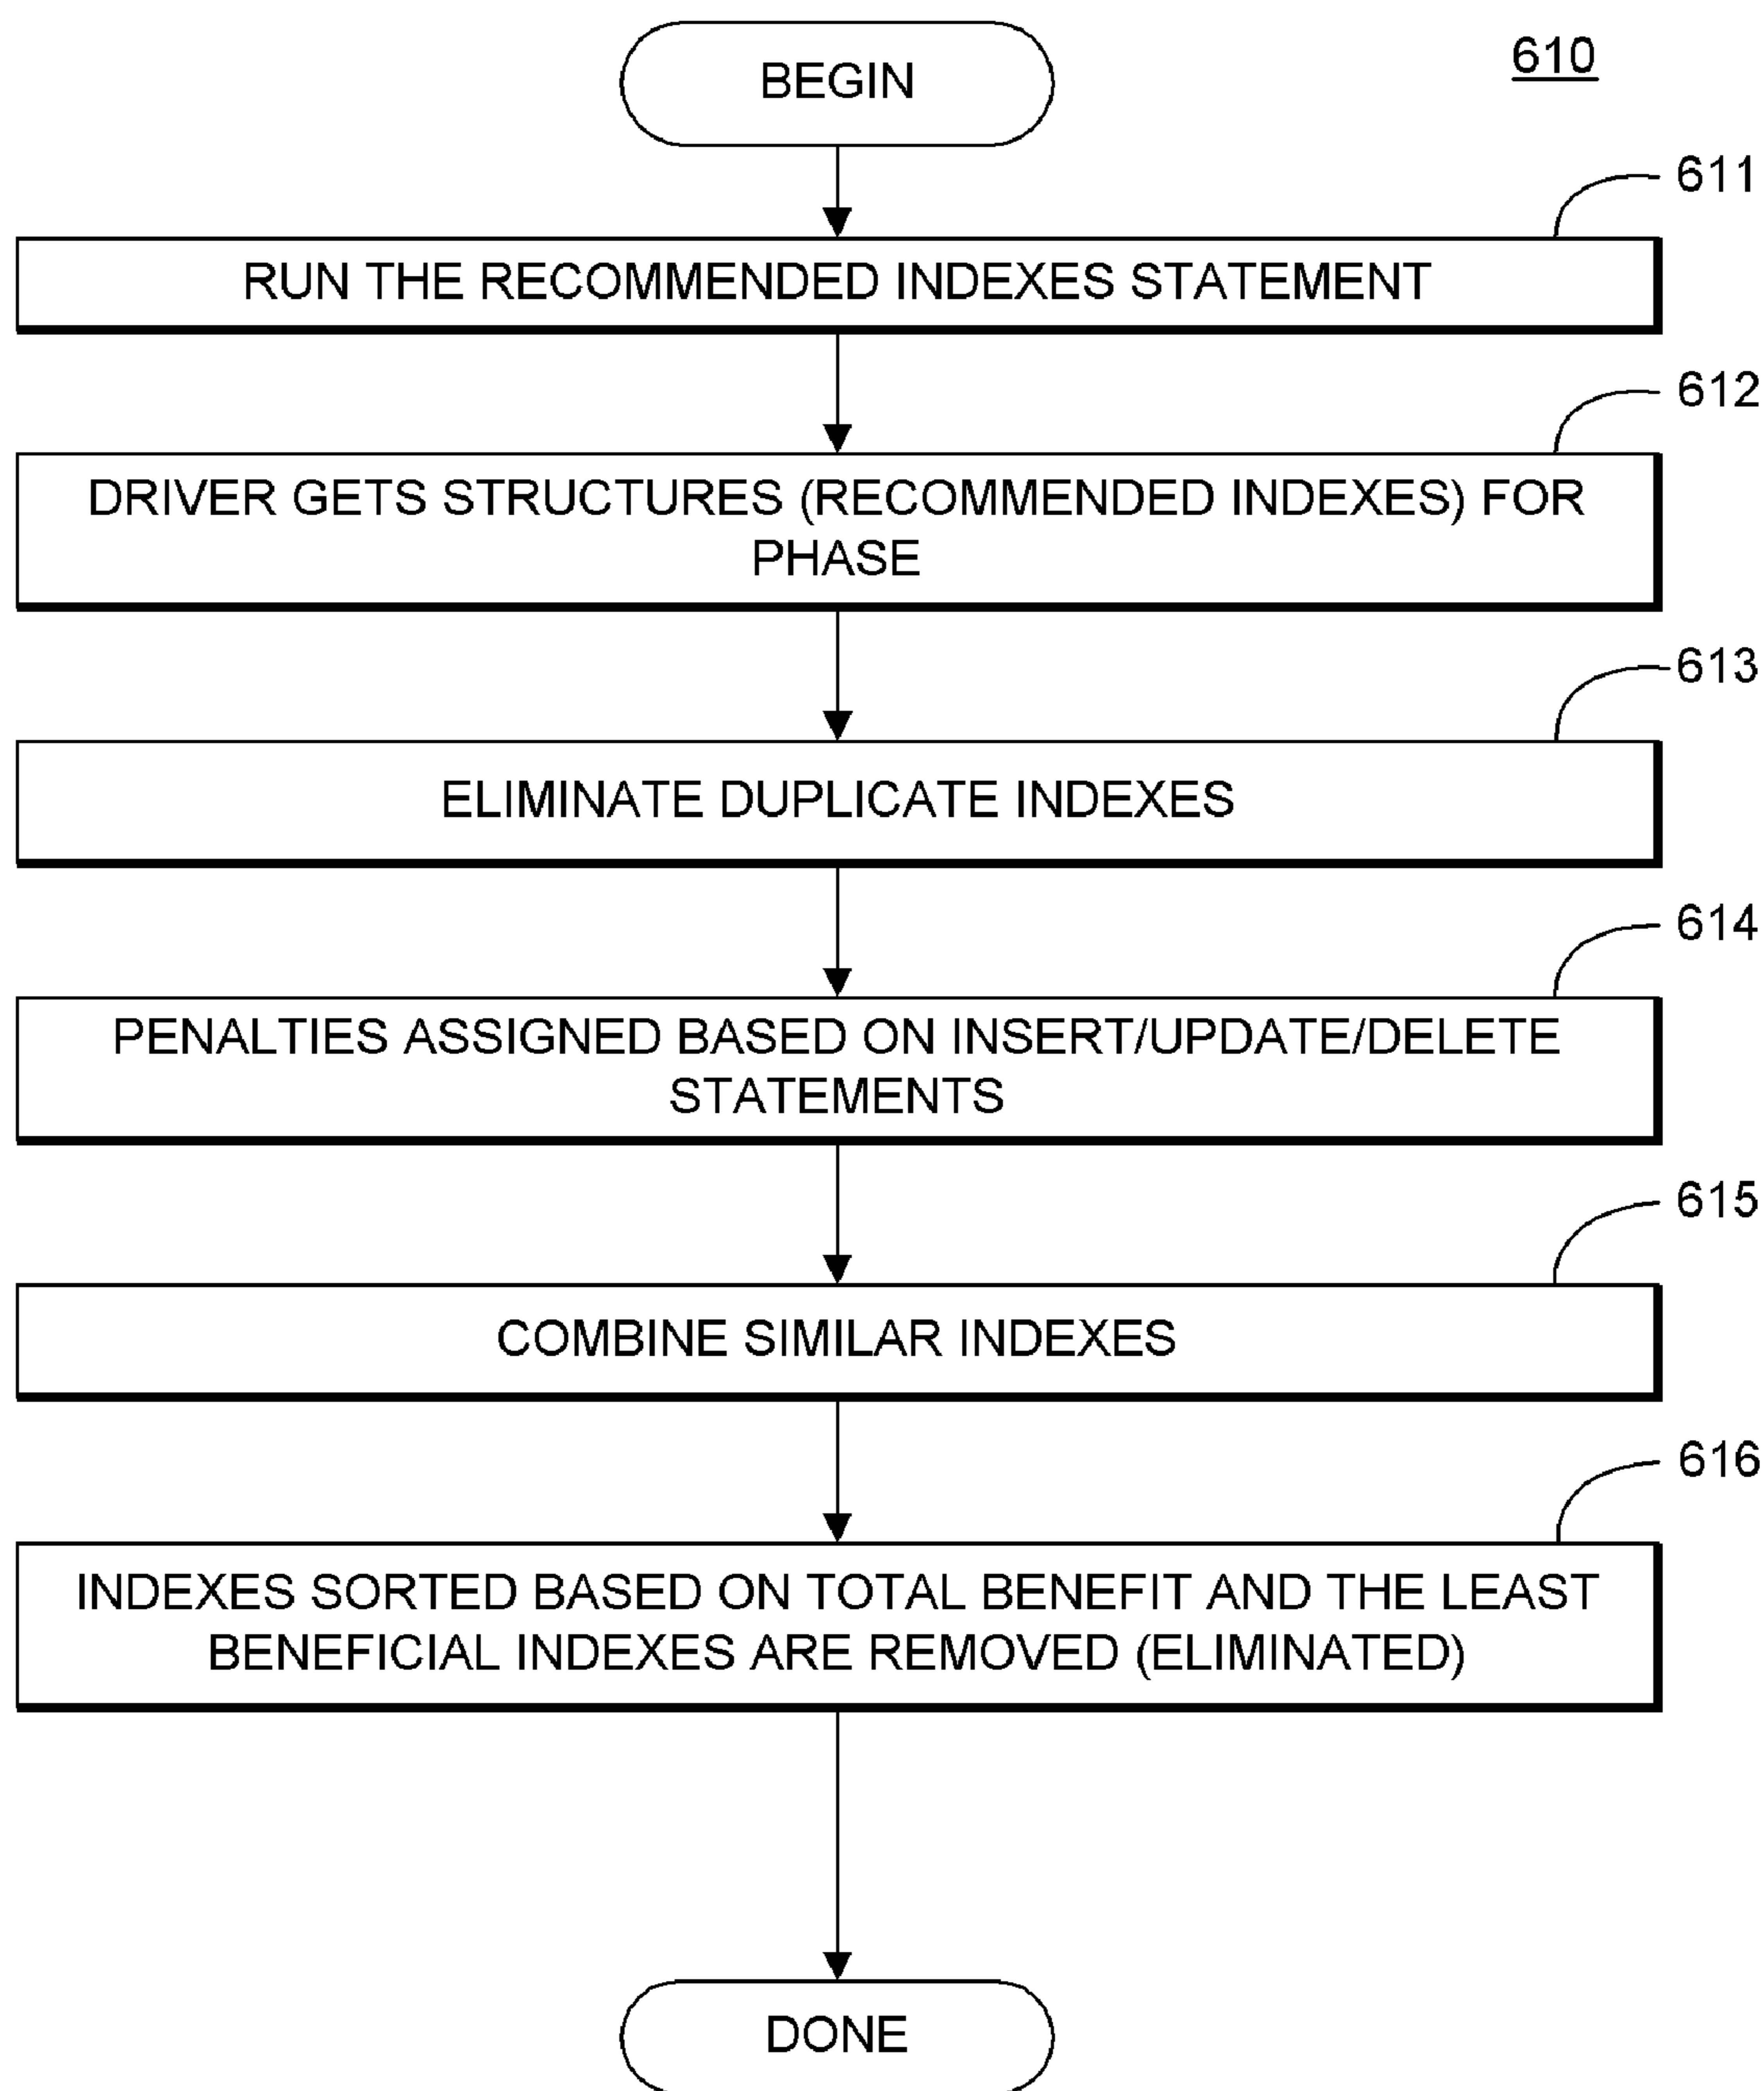 BEGIN
610
611
RUN THE RECOMMENDED INDEXES STATEMENT
612
DRIVER GETS STRUCTURES (RECOMMENDED INDEXES) FOR
PHASE
613
ELIMINATE DUPLICATE INDEXES
614
PENALTIES ASSIGNED BASED ON INSERT/UPDATE/DELETE
STATEMENTS
615
COMBINE SIMILAR INDEXES
616
INDEXES SORTED BASED ON TOTAL BENEFIT AND THE LEAST
BENEFICIAL INDEXES ARE REMOVED (ELIMINATED)
DONE